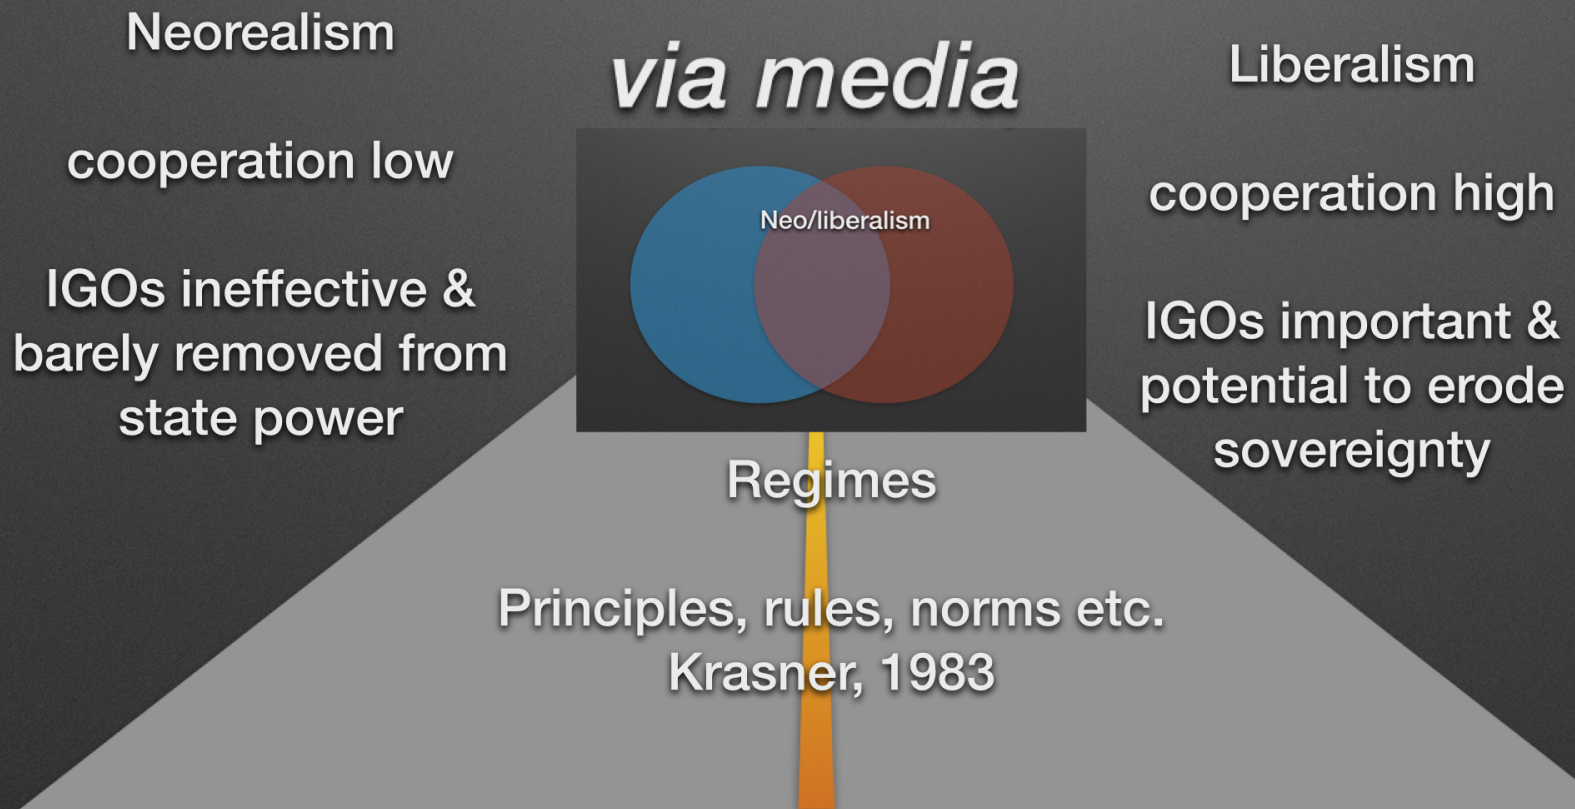 Neorealism
cooperation low
IGOs ineffective &
barely removed from
state power
via media
Neo/liberalism
Regimes
Principles, rules, norms etc.
Krasner, 1983
Liberalism
cooperation high
IGOs important &
potential to erode
sovereignty